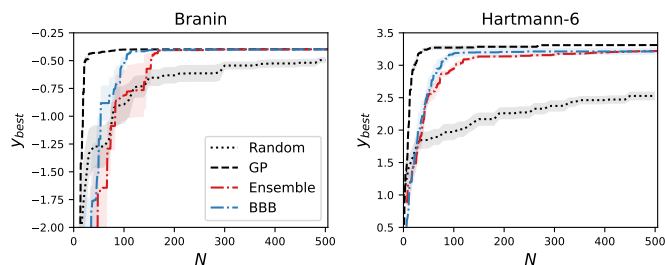 Branin
−0.25
−0.50
−0.75
−1.00
−1.25
−1.50
−1.75
−2.00
y_best
0 100 200 300 400 500
N
Random
GP
Ensemble
BBB
Hartmann-6
3.5
3.0
2.5
2.0
1.5
1.0
0.5
y_best
0 100 200 300 400 500
N